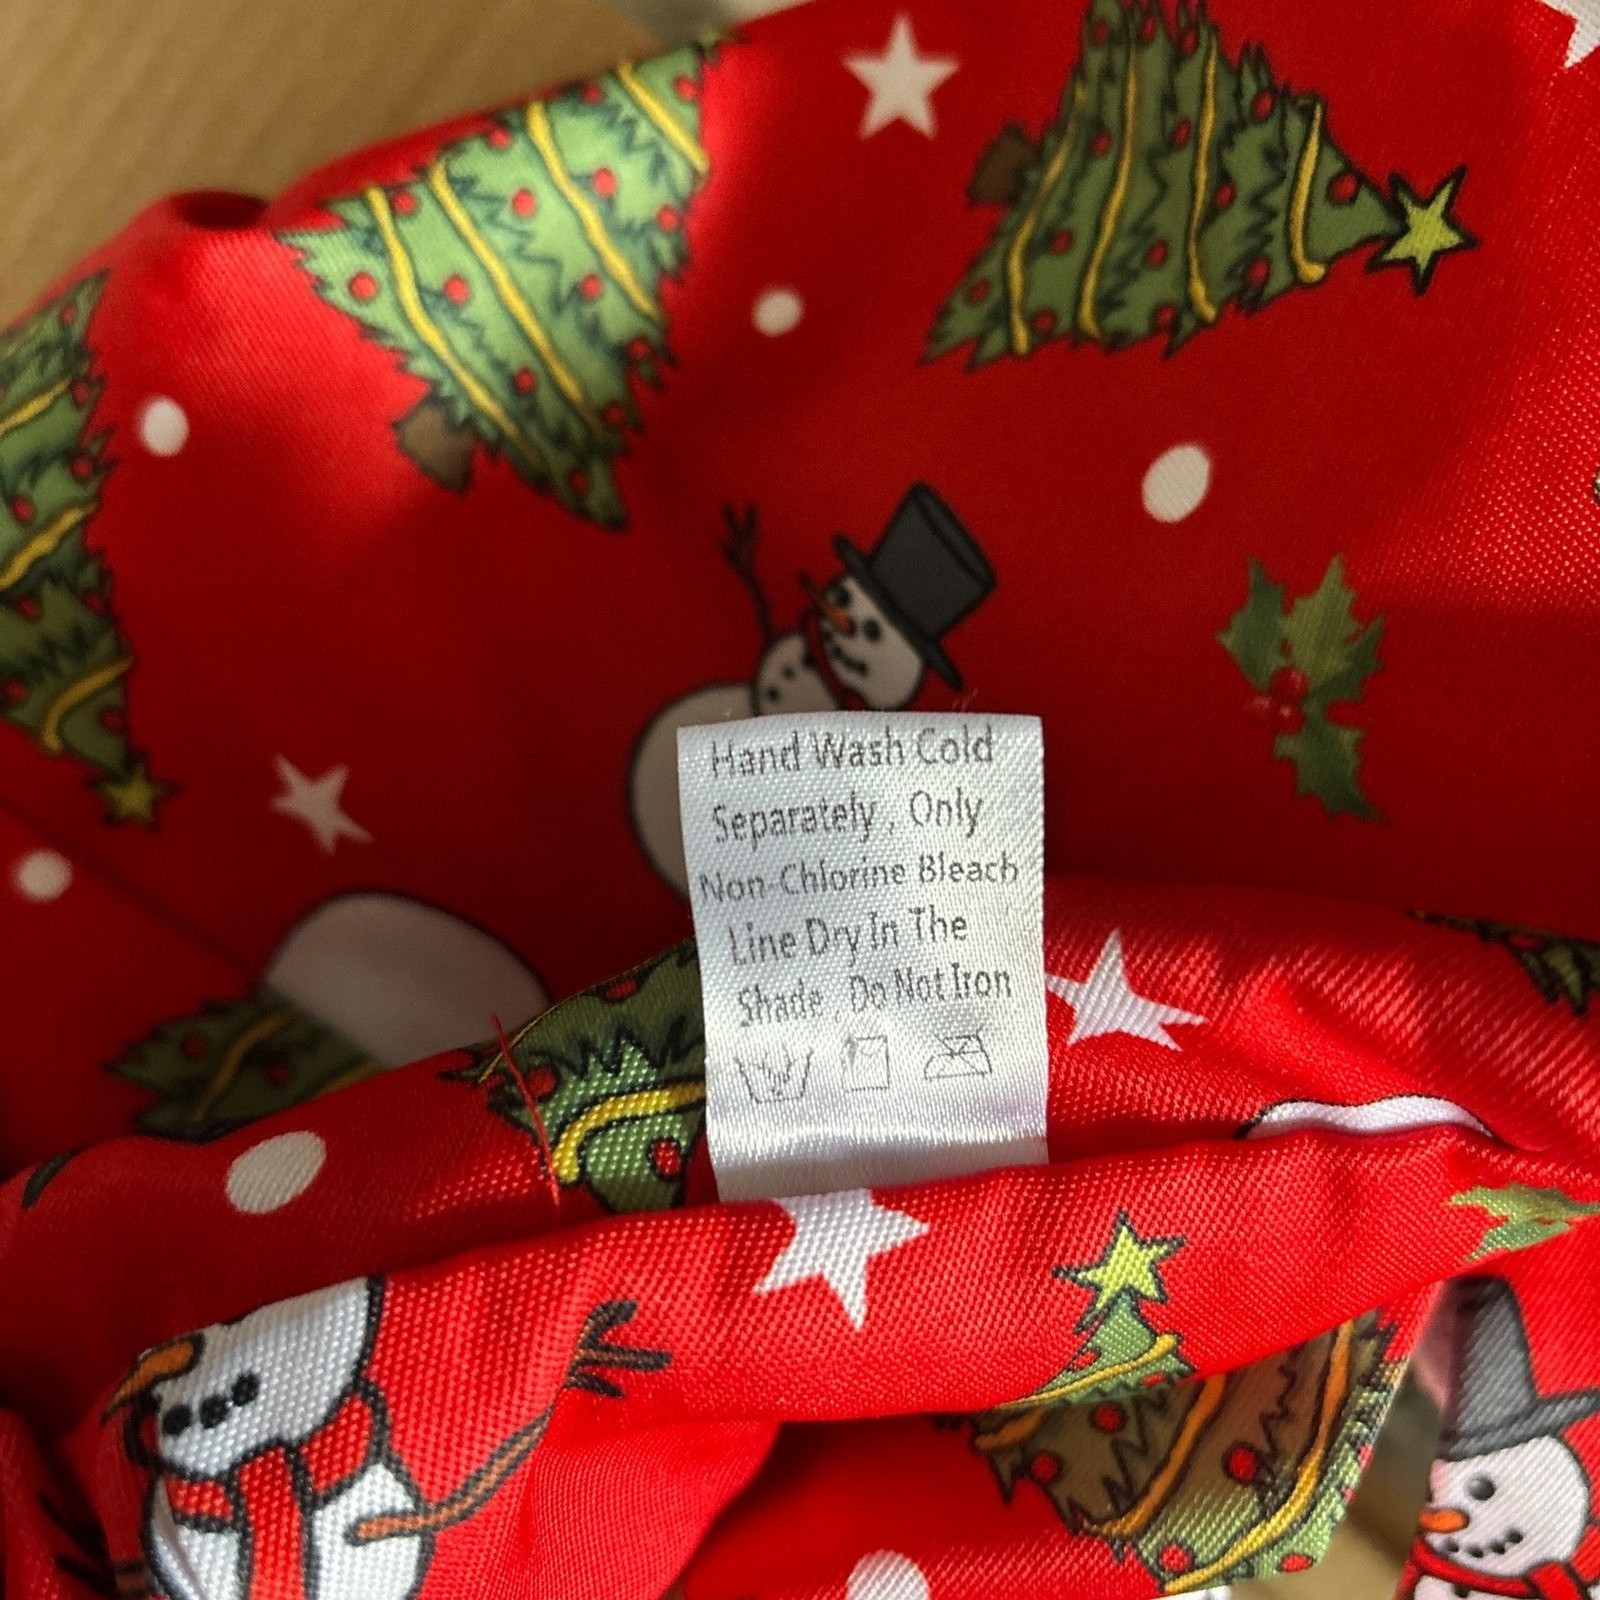 Hand Wash Cold
Separately , Only
Non-Chlorine Bleach
Line Dry In The
Shade , Do Not Iron